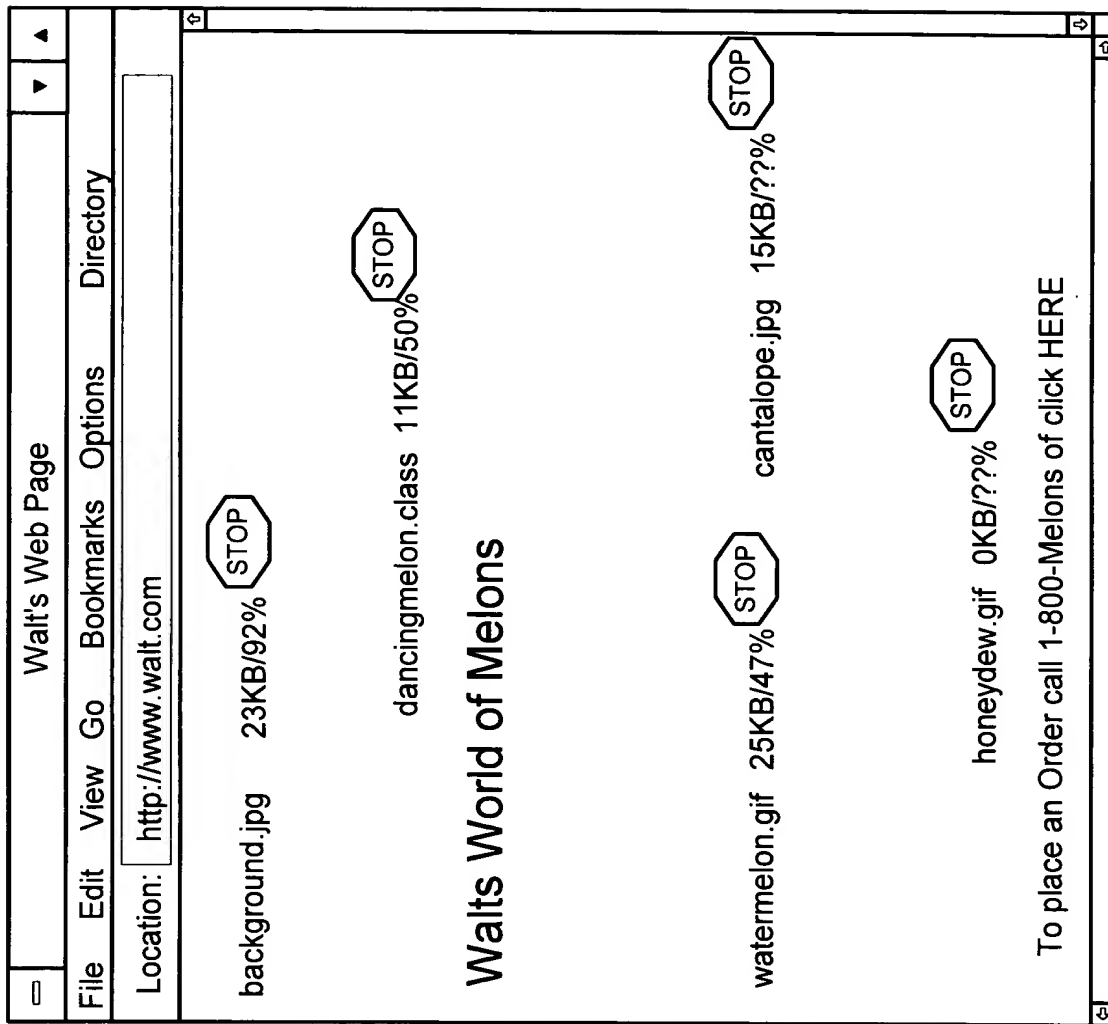 Walt's Web Page
File Edit View Go Bookmarks Options Directory
Location: http://www.walt.com
background.jpg 23KB/92% STOP
dancingmelon.class 11KB/50% STOP
Walts World of Melons
watermelon.gif 25KB/47% STOP
cantalope.jpg 15KB/??% STOP
honeydew.gif 0KB/??% STOP
To place an Order call 1-800-Melons of click HERE